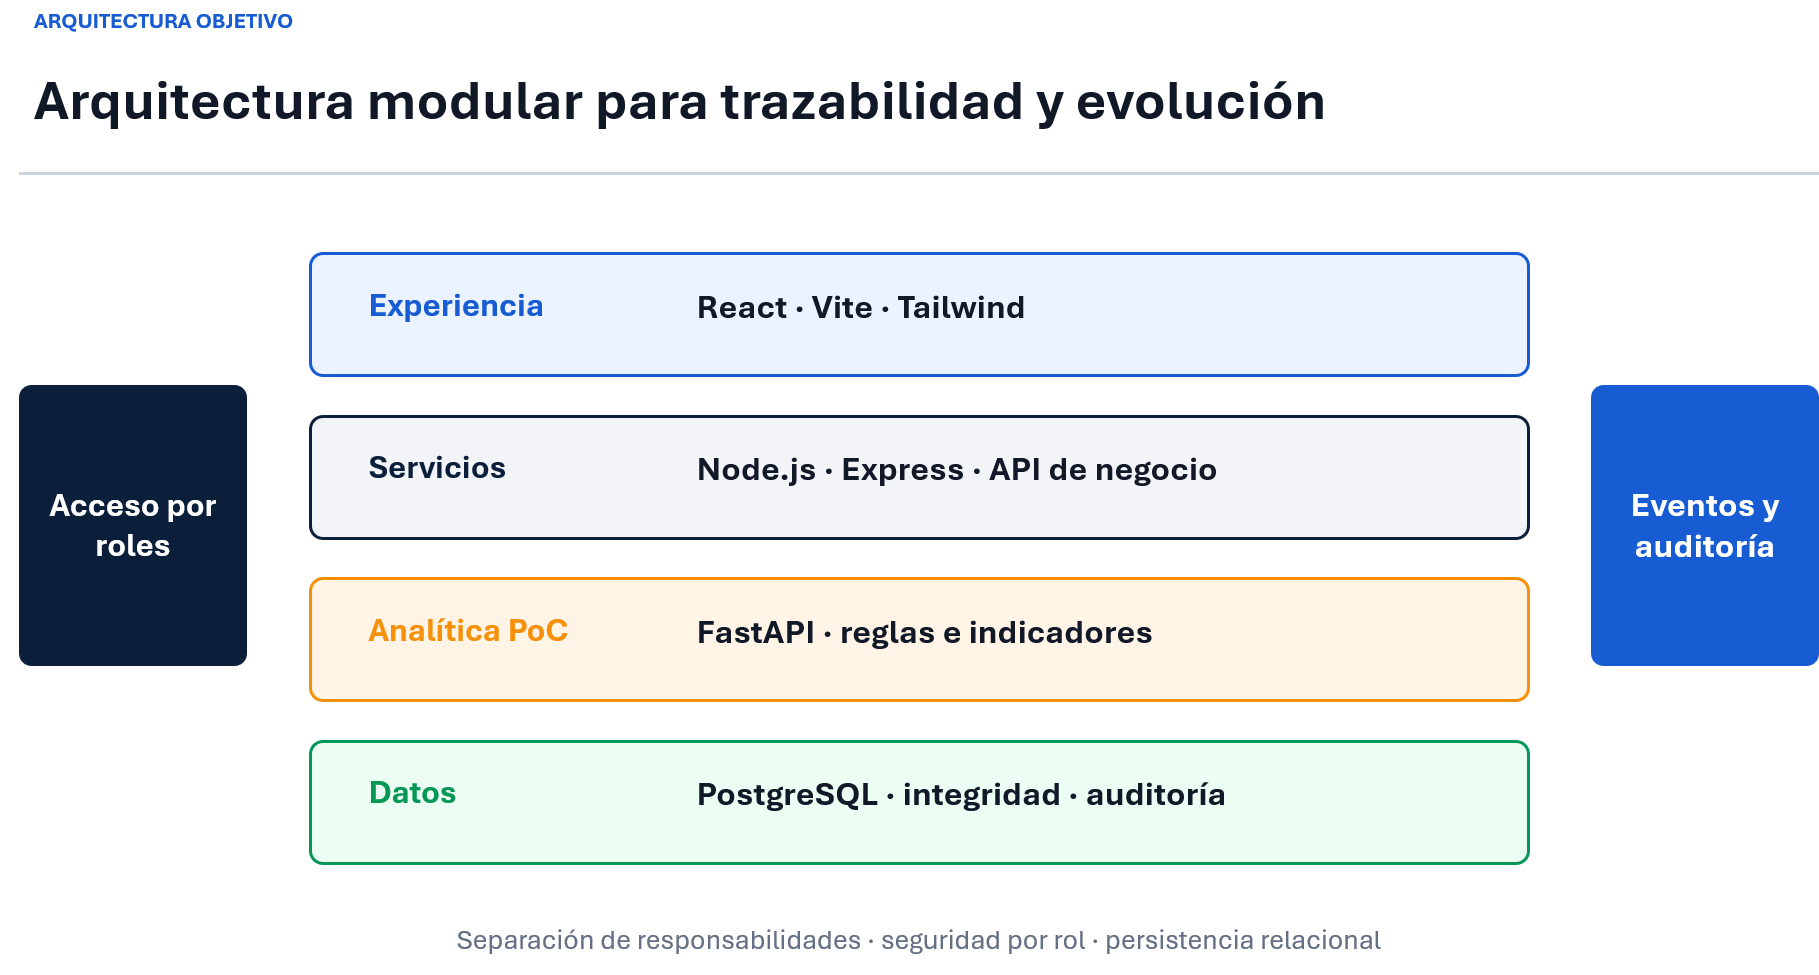 ARQUITECTURA OBJETIVO
Arquitectura modular para trazabilidad y evolución
Experiencia
React · Vite · Tailwind
Servicios
Node.js · Express · API de negocio
Acceso por
roles
Eventos y
auditoría
Analítica PoC
FastAPI · reglas e indicadores
Datos
PostgreSQL · integridad · auditoría
Separación de responsabilidades · seguridad por rol · persistencia relacional